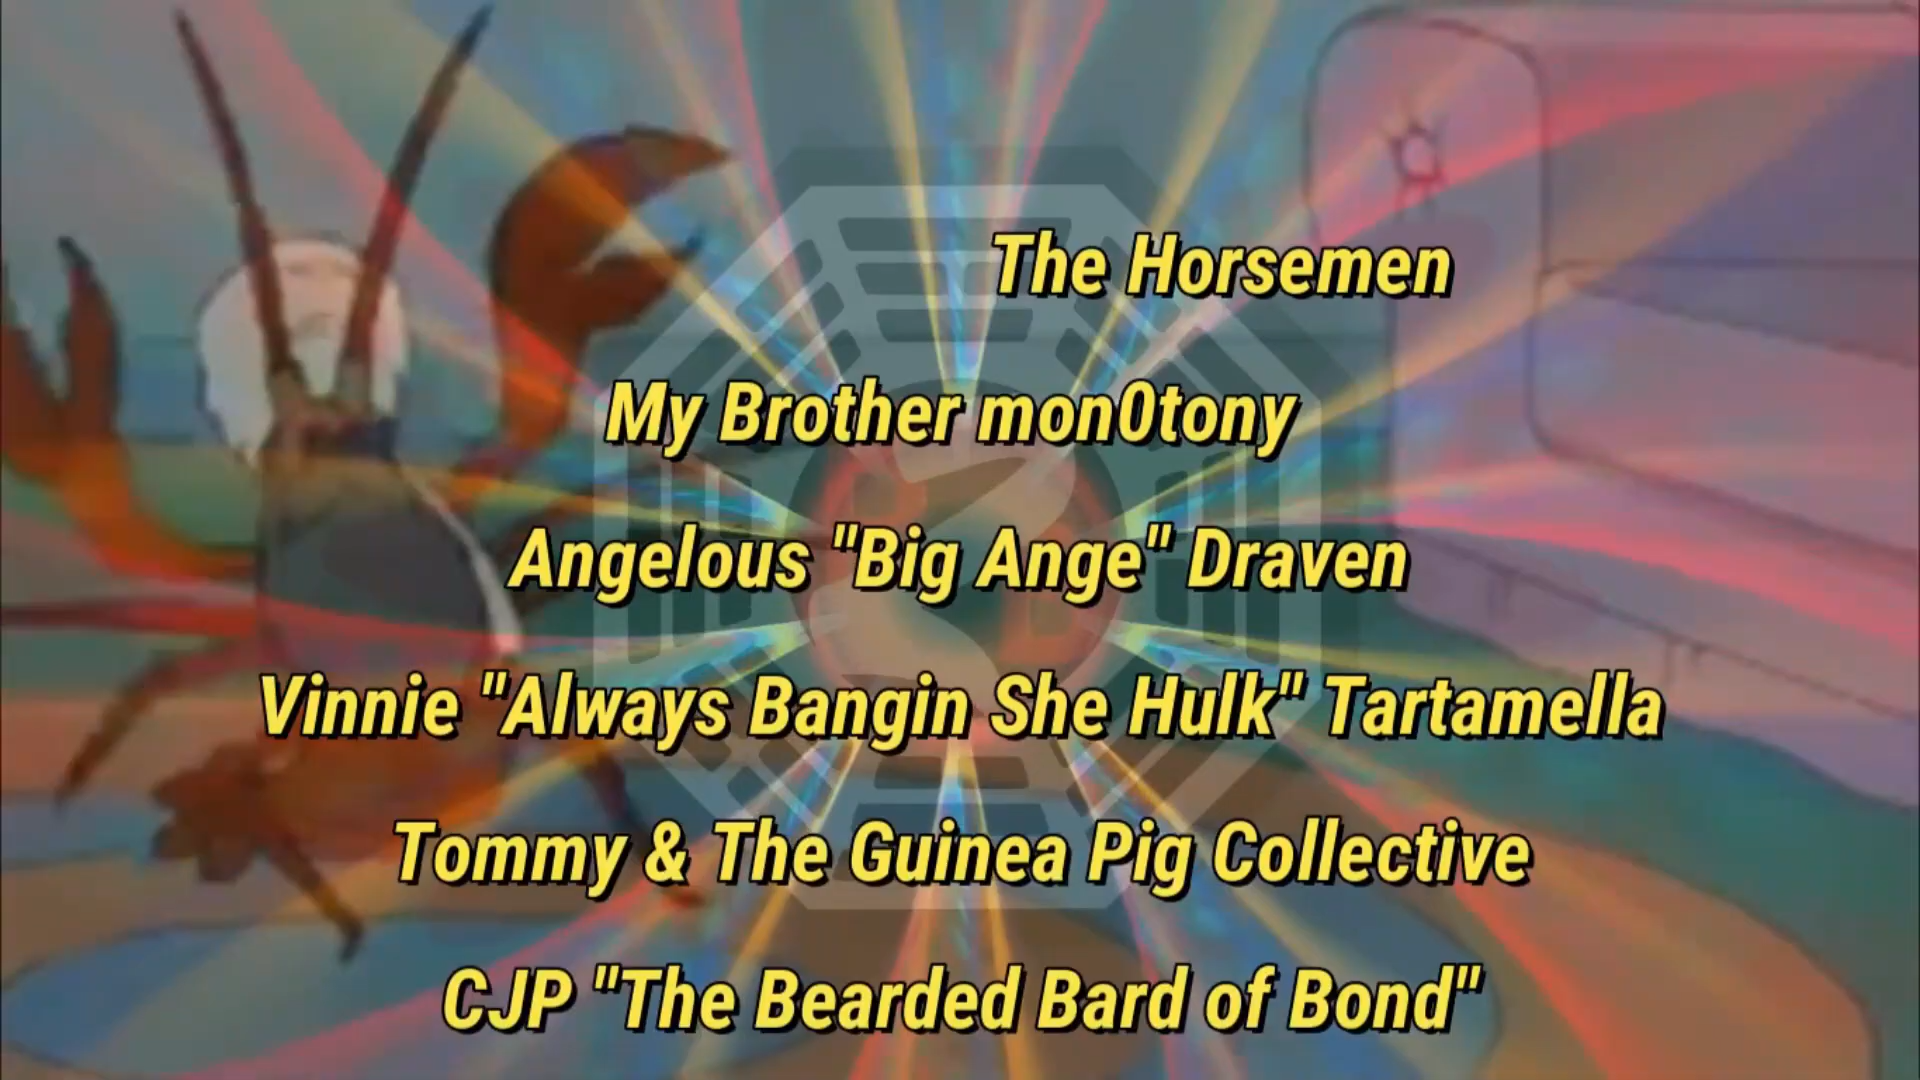 The Horsemen
My Brother mon0tony
Angelous "Big Ange" Draven
Vinnie "Always Bangin She Hulk" Tartamella
Tommy & The Guinea Pig Collective
CJP "The Bearded Bard of Bond"